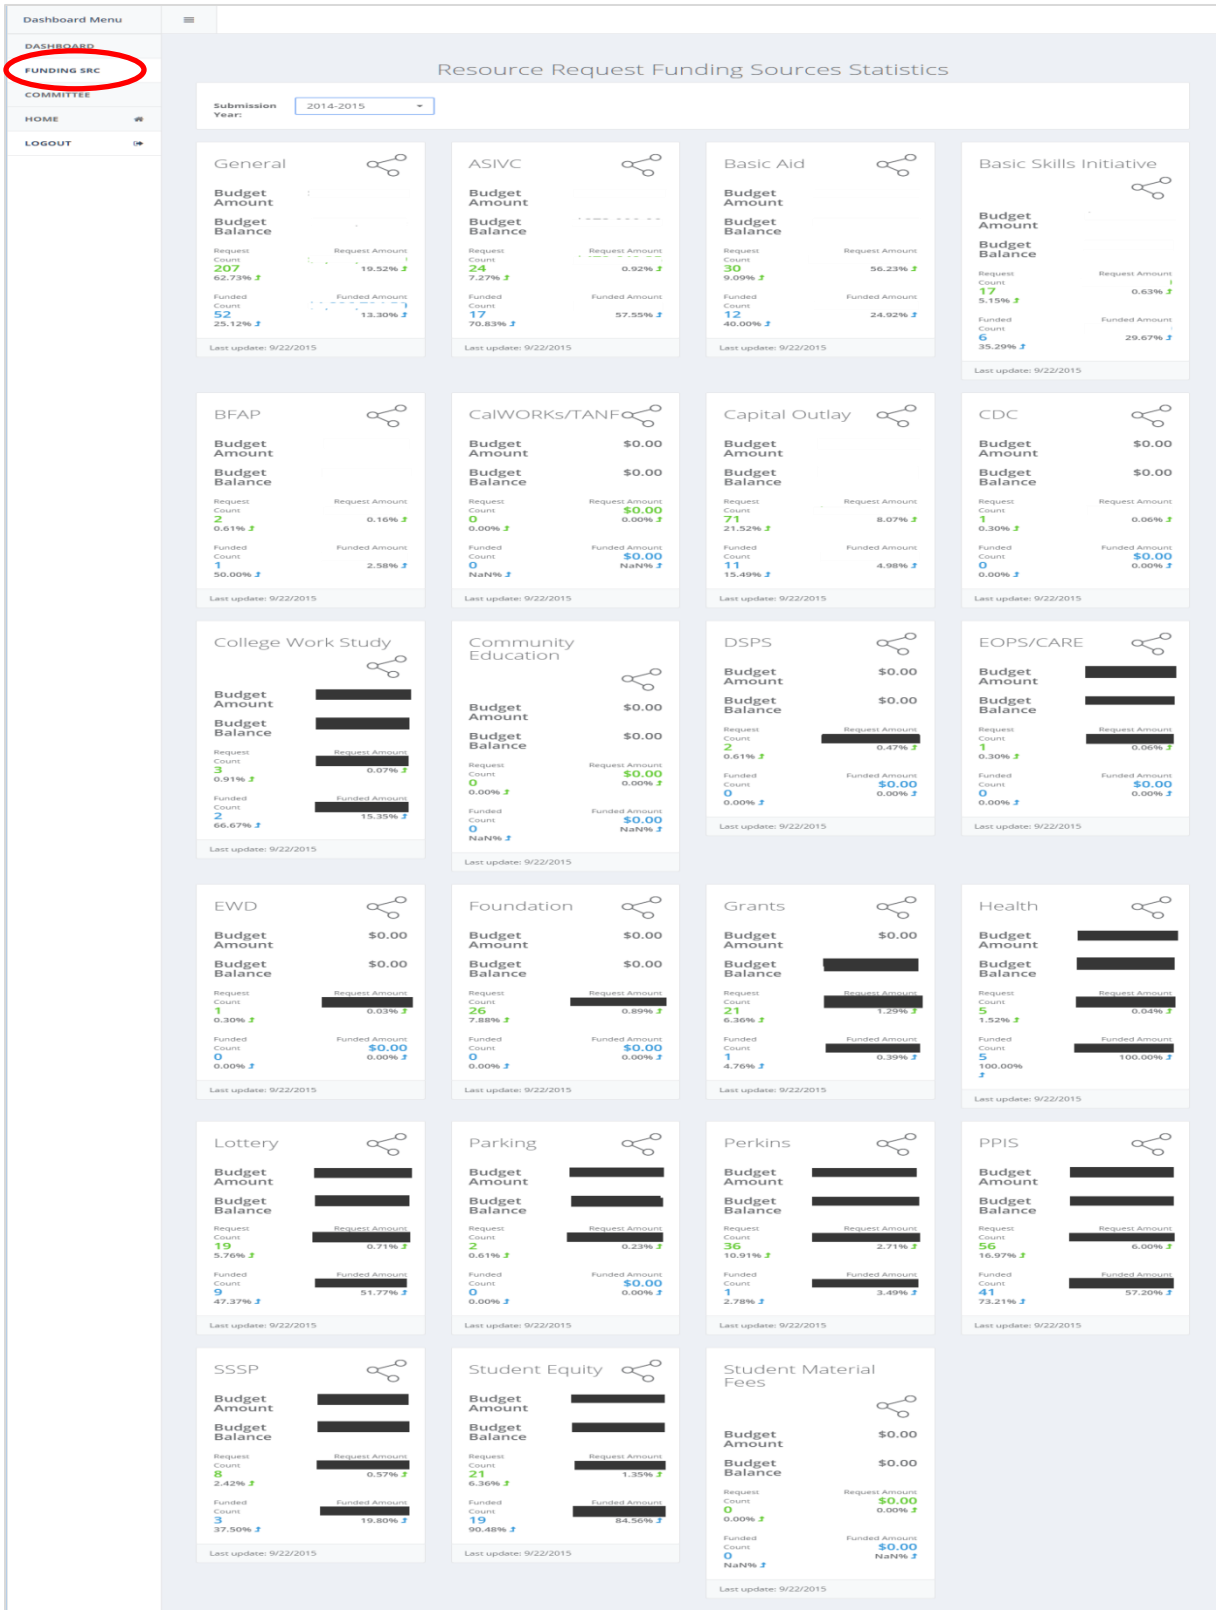 Dashboard Menu
DASHBOARD
FUNDING SRC
COMMITTEE
HOME
LOGOUT
Resource Request Funding Sources Statistics
Submission
Year:
2014-2015
General
Budget
Amount
Budget
Balance
Request Request Amount
Count
207 19.52%
62.73%
Funded Funded Amount
Count
52 13.30%
25.12%
Last update: 9/22/2015
ASIVC
Budget
Amount
Budget
Balance
Request Request Amount
Count
24 0.92%
7.27%
Funded Funded Amount
Count
17 57.55%
70.83%
Last update: 9/22/2015
Basic Aid
Budget
Amount
Budget
Balance
Request Request Amount
Count
30 56.23%
9.09%
Funded Funded Amount
Count
12 24.92%
40.00%
Last update: 9/22/2015
Basic Skills Initiative
Budget
Amount
Budget
Balance
Request Request Amount
Count
17 0.63%
5.15%
Funded Funded Amount
Count
6 29.67%
35.29%
Last update: 9/22/2015
BFAP
Budget
Amount
Budget
Balance
Request Request Amount
Count
2 0.16%
0.61%
Funded Funded Amount
Count
1 2.58%
50.00%
Last update: 9/22/2015
CalWORKs/TANF
Budget $0.00
Amount
Budget $0.00
Balance
Request Request Amount
Count $0.00
0 0.00%
0.00%
Funded Funded Amount
Count $0.00
0 NaN%
NaN%
Last update: 9/22/2015
Capital Outlay
Budget
Amount
Budget
Balance
Request Request Amount
Count
71 8.07%
21.52%
Funded Funded Amount
Count
11 4.98%
15.49%
Last update: 9/22/2015
CDC
Budget $0.00
Amount
Budget $0.00
Balance
Request Request Amount
Count
1 0.06%
0.30%
Funded Funded Amount
Count $0.00
0 0.00%
0.00%
Last update: 9/22/2015
College Work Study
Budget
Amount
Budget
Balance
Request Request Amount
Count
3 0.07%
0.91%
Funded Funded Amount
Count
2 15.35%
66.67%
Last update: 9/22/2015
Community
Education
Budget $0.00
Amount
Budget $0.00
Balance
Request Request Amount
Count $0.00
0 0.00%
0.00%
Funded Funded Amount
Count $0.00
0 NaN%
NaN%
Last update: 9/22/2015
DSPS
Budget $0.00
Amount
Budget $0.00
Balance
Request Request Amount
Count
2 0.47%
0.61%
Funded Funded Amount
Count $0.00
0 0.00%
0.00%
Last update: 9/22/2015
EOPS/CARE
Budget
Amount
Budget
Balance
Request Request Amount
Count
1 0.06%
0.30%
Funded Funded Amount
Count $0.00
0 0.00%
0.00%
Last update: 9/22/2015
EWD
Budget $0.00
Amount
Budget $0.00
Balance
Request Request Amount
Count
1 0.03%
0.30%
Funded Funded Amount
Count $0.00
0 0.00%
0.00%
Last update: 9/22/2015
Foundation
Budget $0.00
Amount
Budget $0.00
Balance
Request Request Amount
Count
26 0.89%
7.88%
Funded Funded Amount
Count $0.00
0 0.00%
0.00%
Last update: 9/22/2015
Grants
Budget $0.00
Amount
Budget
Balance
Request Request Amount
Count
21 1.29%
6.36%
Funded Funded Amount
Count
1 0.39%
4.76%
Last update: 9/22/2015
Health
Budget
Amount
Budget
Balance
Request Request Amount
Count
5 0.04%
1.52%
Funded Funded Amount
Count
5 100.00%
100.00%
Last update: 9/22/2015
Lottery
Budget
Amount
Budget
Balance
Request Request Amount
Count
19 0.71%
5.76%
Funded Funded Amount
Count
9 51.77%
47.37%
Last update: 9/22/2015
Parking
Budget
Amount
Budget
Balance
Request Request Amount
Count
2 0.23%
0.61%
Funded Funded Amount
Count $0.00
0 0.00%
0.00%
Last update: 9/22/2015
Perkins
Budget
Amount
Budget
Balance
Request Request Amount
Count
36 2.71%
10.91%
Funded Funded Amount
Count
1 3.49%
2.78%
Last update: 9/22/2015
PPIS
Budget
Amount
Budget
Balance
Request Request Amount
Count
56 6.00%
16.97%
Funded Funded Amount
Count
41 57.20%
73.21%
Last update: 9/22/2015
SSSP
Budget
Amount
Budget
Balance
Request Request Amount
Count
8 0.57%
2.42%
Funded Funded Amount
Count
3 19.80%
37.50%
Last update: 9/22/2015
Student Equity
Budget
Amount
Budget
Balance
Request Request Amount
Count
21 1.35%
6.36%
Funded Funded Amount
Count
19 84.56%
90.48%
Last update: 9/22/2015
Student Material
Fees
Budget $0.00
Amount
Budget $0.00
Balance
Request Request Amount
Count $0.00
0 0.00%
0.00%
Funded Funded Amount
Count $0.00
0 NaN%
NaN%
Last update: 9/22/2015